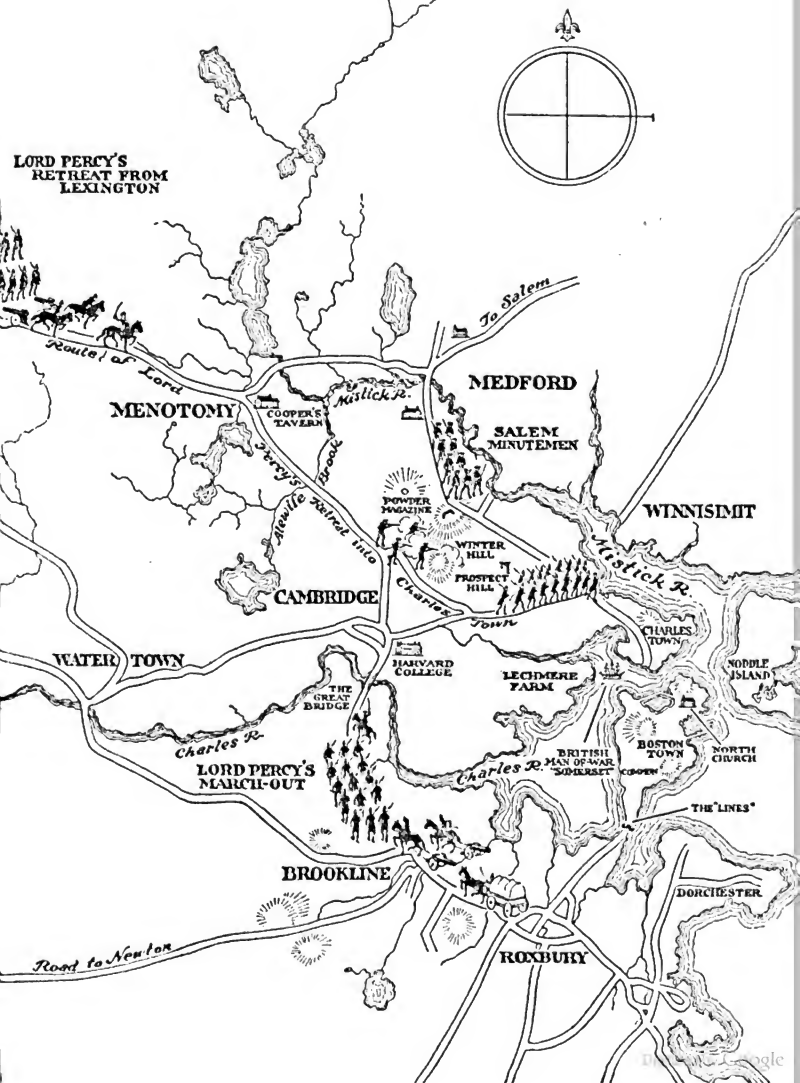 LORD PERCY'S
RETREAT FROM
LEXINGTON
To Salem
Route of Lord
MEDFORD
MENOTOMY
COOPER'S
TAVERN
Mistick R.
SALEM
MINUTEMEN
Percy's Retreat into
Alewife Brook
POWDER
MAGAZINE
WINNISIMIT
WINTER
HILL
Mistick R.
PROSPECT
HILL
CAMBRIDGE
Charles
Town
CHARLES
TOWN
WATER TOWN
HARVARD
COLLEGE
LECHMERE
FARM
NODDLE
ISLAND
THE
GREAT
BRIDGE
Charles R.
BOSTON
TOWN
NORTH
CHURCH
BRITISH
MAN-OF-WAR
"SOMERSET"
COMMON
LORD PERCY'S
MARCH-OUT
Charles R.
THE "LINES"
BROOKLINE
DORCHESTER
Road to Newton
ROXBURY
Google